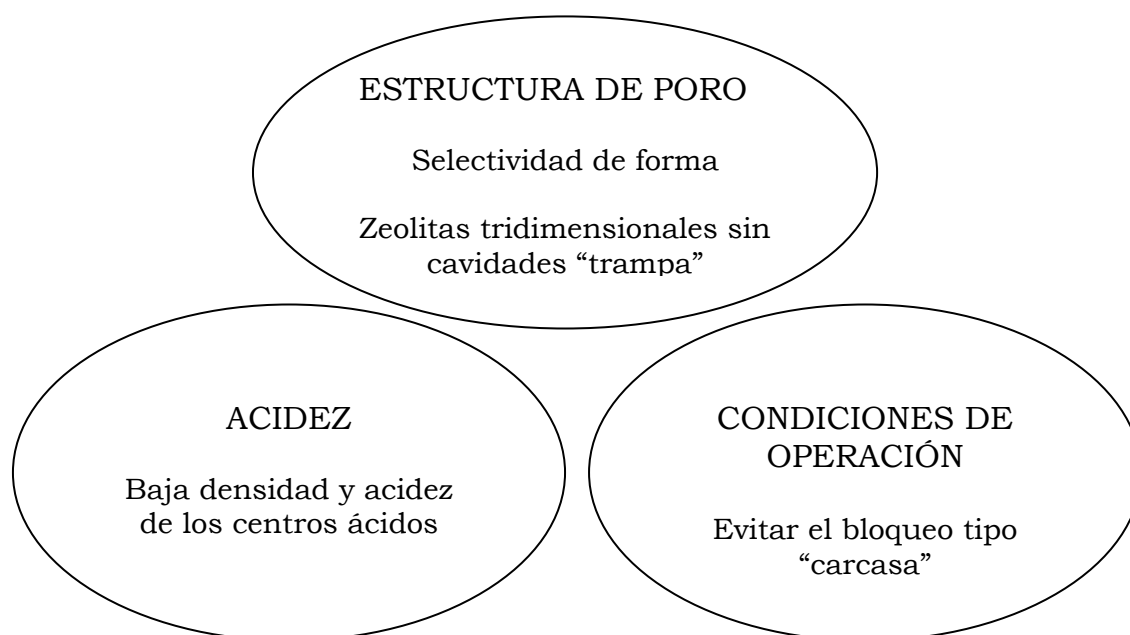 ESTRUCTURA DE PORO
Selectividad de forma
Zeolitas tridimensionales sin
cavidades “trampa”
ACIDEZ
Baja densidad y acidez
de los centros ácidos
CONDICIONES DE
OPERACIÓN
Evitar el bloqueo tipo
“carcasa”